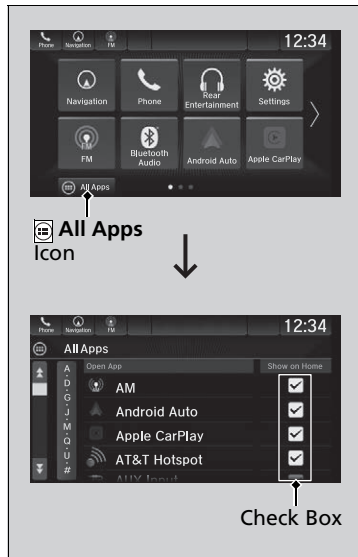 Phone Navigation FM 12:34
Navigation Phone Rear Entertainment Settings
FM Bluetooth Audio Android Auto Apple CarPlay
All Apps
All Apps
Icon
Phone Navigation FM 12:34
All Apps
Open App Show on Home
A
D
G
J
M
Q
U
#
AM
Android Auto
Apple CarPlay
AT&T Hotspot
AUX Input
Check Box